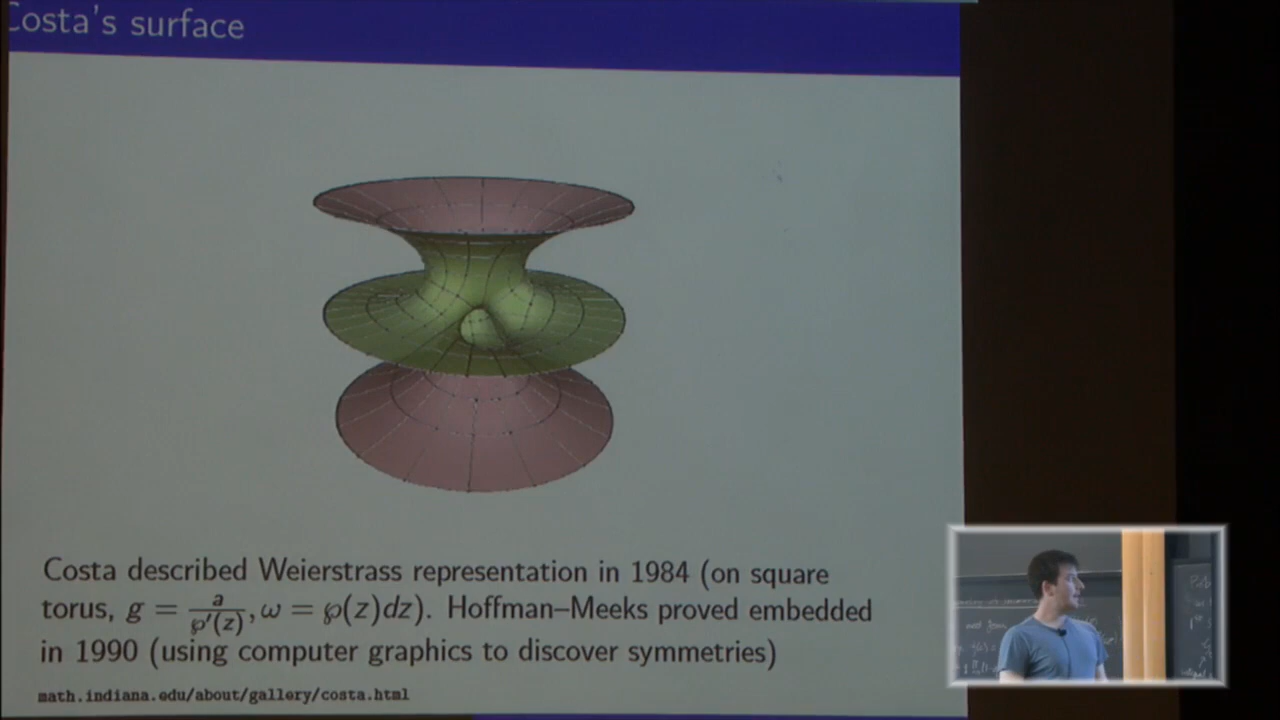 Costa's surface
Costa described Weierstrass representation in 1984 (on square
torus, g = a/℘′(z), ω = ℘(z)dz). Hoffman–Meeks proved embedded
in 1990 (using computer graphics to discover symmetries)
math.indiana.edu/about/gallery/costa.html